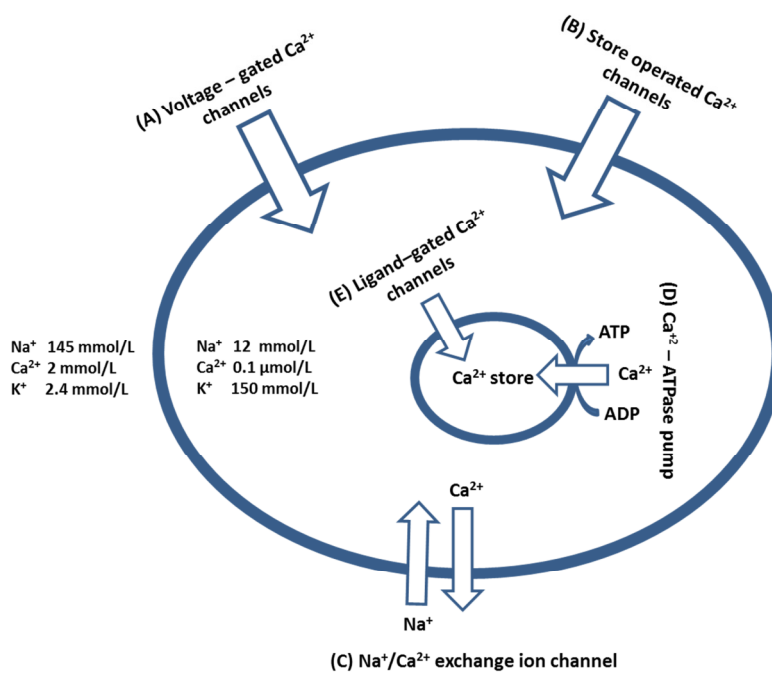 (A) Voltage – gated Ca²⁺
channels
(B) Store operated Ca²⁺
channels
(E) Ligand–gated Ca²⁺
channels
(D) Ca⁺² – ATPase pump
Na⁺ 145 mmol/L
Ca²⁺ 2 mmol/L
K⁺ 2.4 mmol/L
Na⁺ 12 mmol/L
Ca²⁺ 0.1 µmol/L
K⁺ 150 mmol/L
ATP
Ca²⁺ store
Ca²⁺
ADP
Ca²⁺
Na⁺
(C) Na⁺/Ca²⁺ exchange ion channel